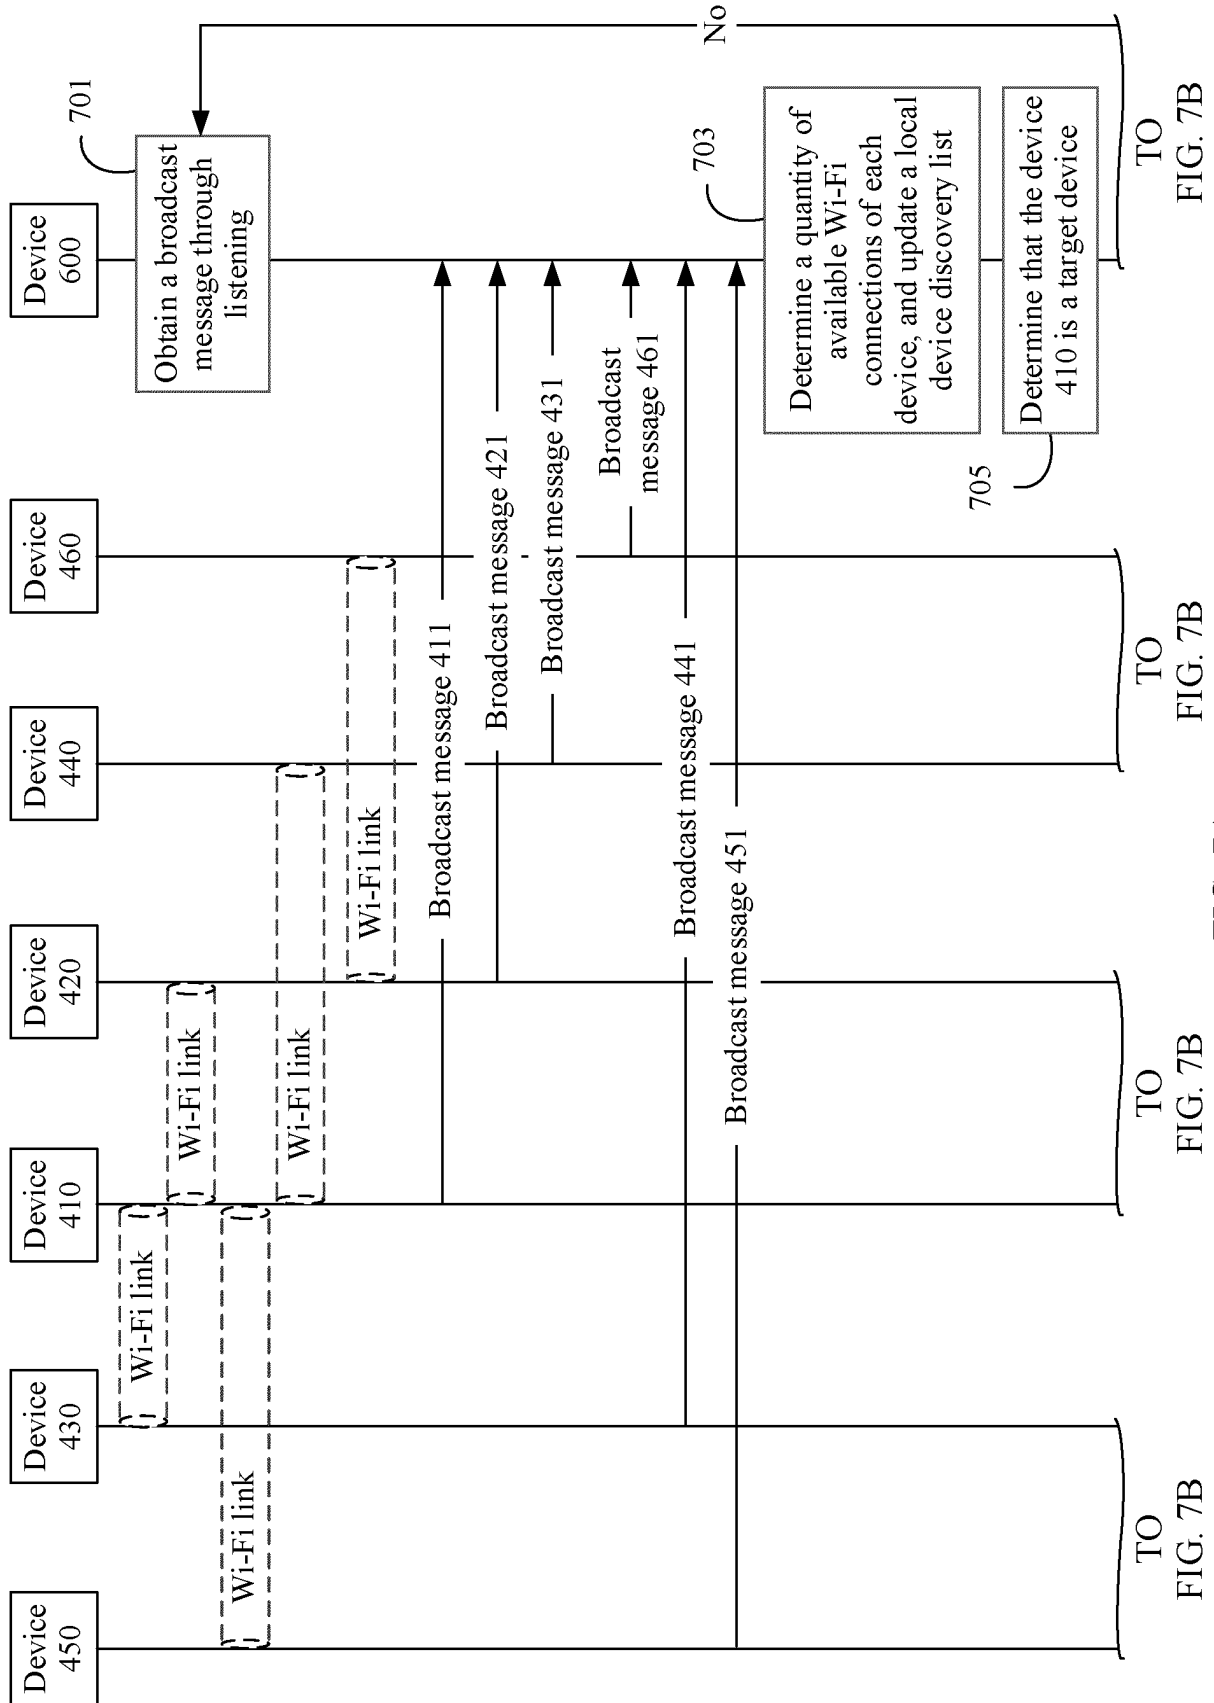 Device
450
Device
430
Device
410
Device
420
Device
440
Device
460
Device
600
Wi-Fi link
Wi-Fi link
Wi-Fi link
Wi-Fi link
Wi-Fi link
701
Obtain a broadcast
message through
listening
Broadcast message 411
Broadcast message 421
Broadcast message 431
Broadcast
message 461
Broadcast message 441
Broadcast message 451
No
703
Determine a quantity of
available Wi-Fi
connections of each
device, and update a local
device discovery list
705
Determine that the device
410 is a target device
TO
FIG. 7B
TO
FIG. 7B
TO
FIG. 7B
TO
FIG. 7B